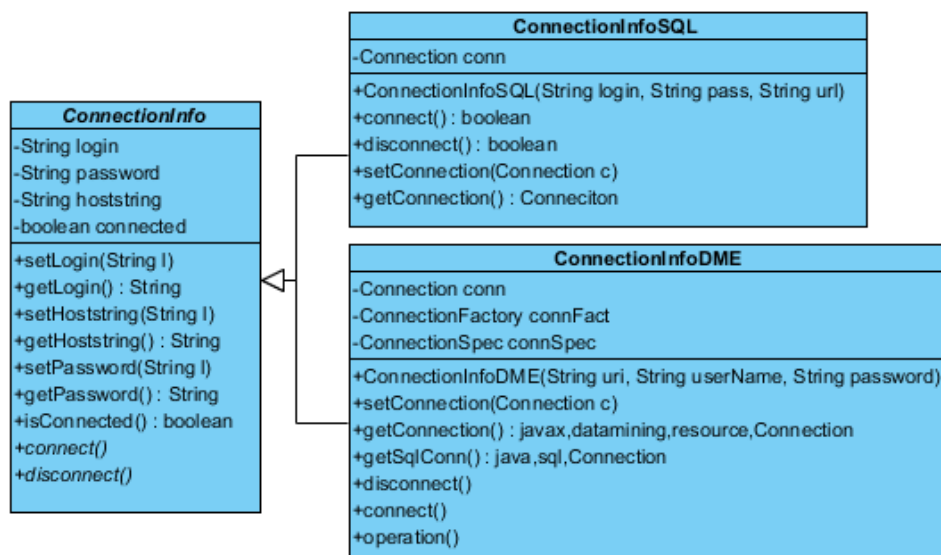 ConnectionInfo
-String login
-String password
-String hoststring
-boolean connected
+setLogin(String l)
+getLogin() : String
+setHoststring(String l)
+getHoststring() : String
+setPassword(String l)
+getPassword() : String
+isConnected() : boolean
+connect()
+disconnect()
ConnectionInfoSQL
-Connection conn
+ConnectionInfoSQL(String login, String pass, String url)
+connect() : boolean
+disconnect() : boolean
+setConnection(Connection c)
+getConnection() : Conneciton
ConnectionInfoDME
-Connection conn
-ConnectionFactory connFact
-ConnectionSpec connSpec
+ConnectionInfoDME(String uri, String userName, String password)
+setConnection(Connection c)
+getConnection() : javax,datamining,resource,Connection
+getSqlConn() : java,sql,Connection
+disconnect()
+connect()
+operation()